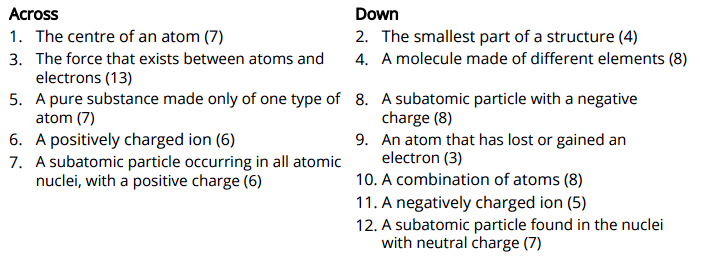 Across
1. The centre of an atom (7)
3. The force that exists between atoms and
electrons (13)
5. A pure substance made only of one type of
atom (7)
6. A positively charged ion (6)
7. A subatomic particle occurring in all atomic
nuclei, with a positive charge (6)
Down
2. The smallest part of a structure (4)
4. A molecule made of different elements (8)
8. A subatomic particle with a negative
charge (8)
9. An atom that has lost or gained an
electron (3)
10. A combination of atoms (8)
11. A negatively charged ion (5)
12. A subatomic particle found in the nuclei
with neutral charge (7)